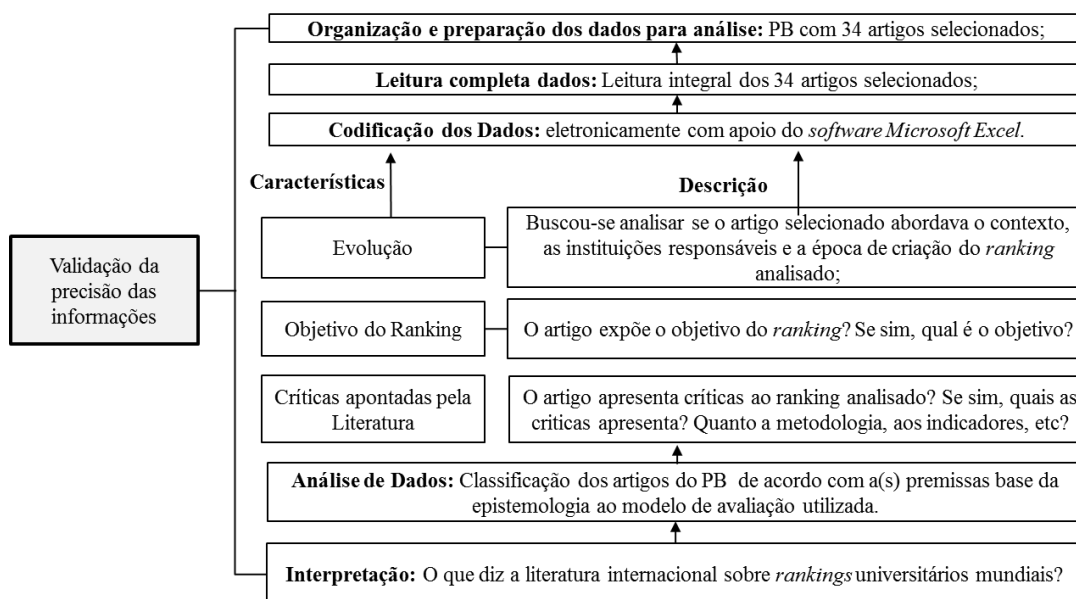 Organização e preparação dos dados para análise: PB com 34 artigos selecionados;
Leitura completa dados: Leitura integral dos 34 artigos selecionados;
Codificação dos Dados: eletronicamente com apoio do software Microsoft Excel.
Características
Descrição
Evolução
Buscou-se analisar se o artigo selecionado abordava o contexto,
as instituições responsáveis e a época de criação do ranking
analisado;
Validação da
precisão das
informações
Objetivo do Ranking
O artigo expõe o objetivo do ranking? Se sim, qual é o objetivo?
Críticas apontadas pela
Literatura
O artigo apresenta críticas ao ranking analisado? Se sim, quais as
criticas apresenta? Quanto a metodologia, aos indicadores, etc?
Análise de Dados: Classificação dos artigos do PB de acordo com a(s) premissas base da
epistemologia ao modelo de avaliação utilizada.
Interpretação: O que diz a literatura internacional sobre rankings universitários mundiais?